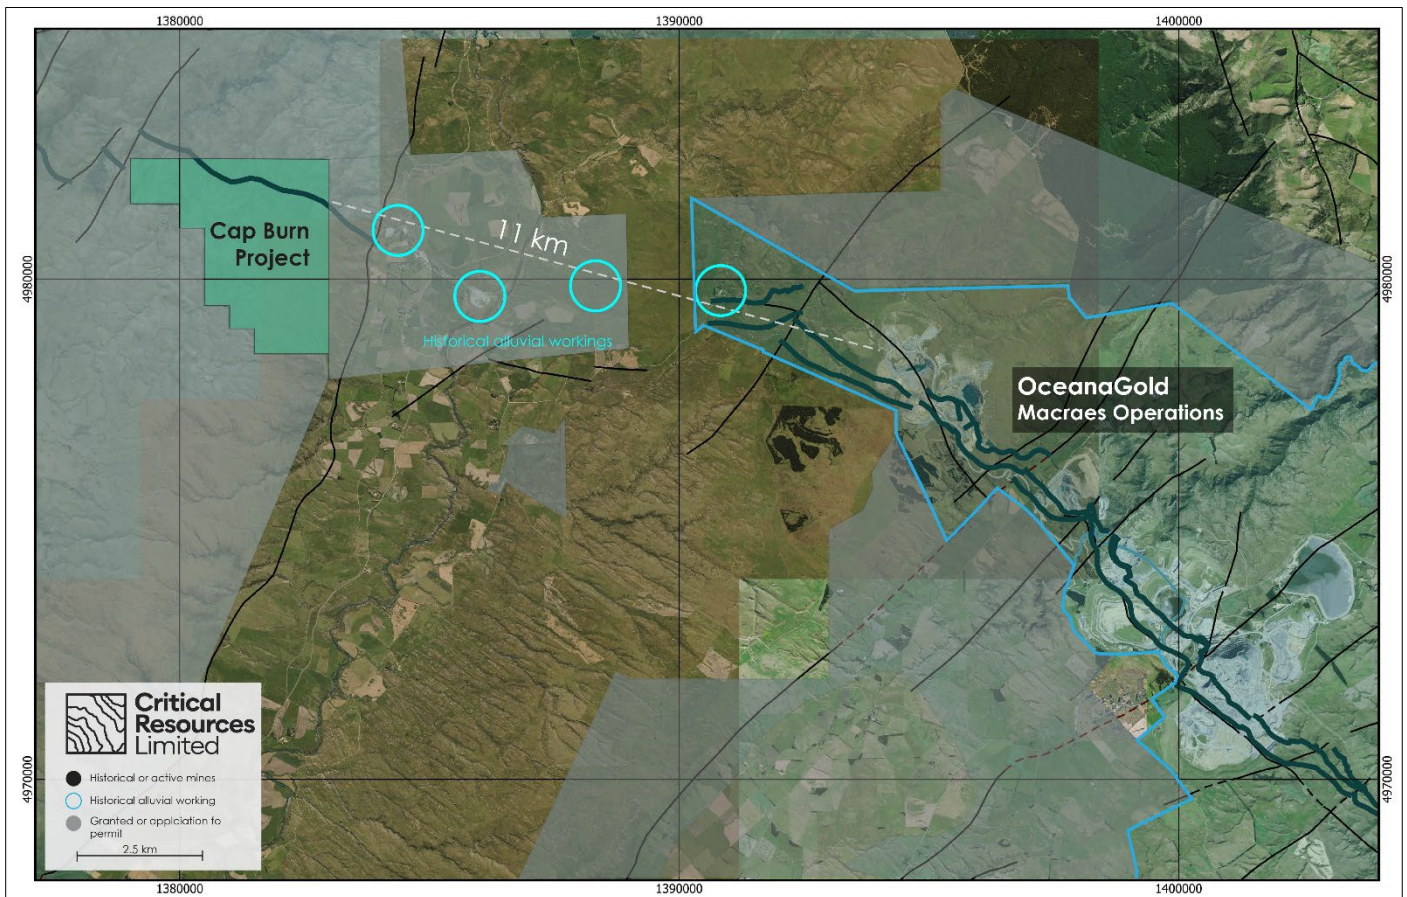 1380000
1390000
1400000
4980000
4980000
Cap Burn
Project
11 km
Historical alluvial workings
OceanaGold
Macraes Operations
4970000
4970000
Critical
Resources
Limited
Historical or active mines
Historical alluvial working
Granted or applciation to
permit
2.5 km
1380000
1390000
1400000